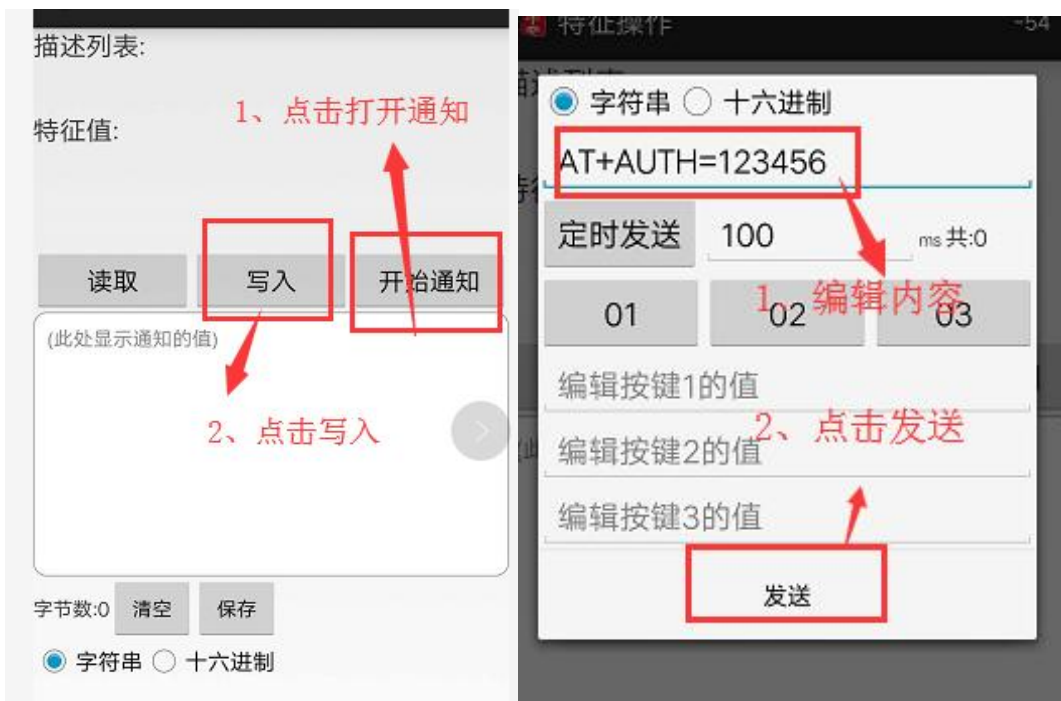 描述列表:
1、点击打开通知
特征值:
读取
写入
开始通知
(此处显示通知的值)
2、点击写入
字节数:0
清空
保存
字符串
十六进制
特征操作
-54
字符串
十六进制
AT+AUTH=123456
定时发送
100
ms 共:0
1、编辑内容
01
02
03
编辑按键1的值
2、点击发送
编辑按键2的值
编辑按键3的值
发送